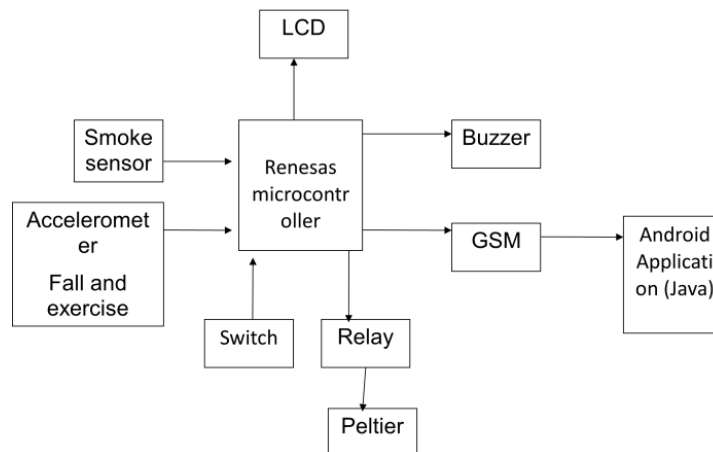 LCD
Smoke
sensor
Renesas
microcontr
oller
Buzzer
Acceleromet
er
Fall and
exercise
GSM
Android
Applicati
on (Java)
Switch
Relay
Peltier